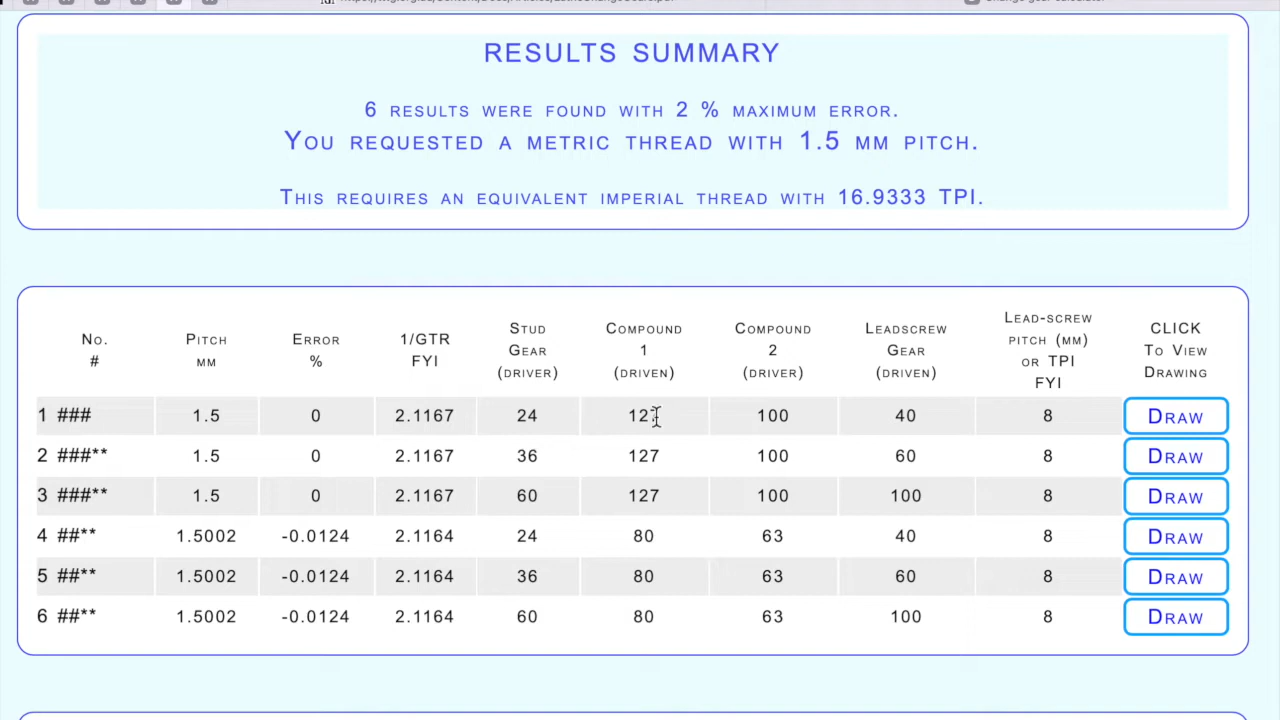 RESULTS SUMMARY
6 RESULTS WERE FOUND WITH 2 % MAXIMUM ERROR.
YOU REQUESTED A METRIC THREAD WITH 1.5 MM PITCH.
THIS REQUIRES AN EQUIVALENT IMPERIAL THREAD WITH 16.9333 TPI.
No. # PITCH MM ERROR % 1/GTR FYI STUD GEAR (DRIVER) COMPOUND 1 (DRIVEN) COMPOUND 2 (DRIVER) LEADSCREW GEAR (DRIVEN) LEAD-SCREW PITCH (MM) OR TPI FYI CLICK TO VIEW DRAWING
1 ### 1.5 0 2.1167 24 127 100 40 8 DRAW
2 ###** 1.5 0 2.1167 36 127 100 60 8 DRAW
3 ###** 1.5 0 2.1167 60 127 100 100 8 DRAW
4 ##** 1.5002 -0.0124 2.1164 24 80 63 40 8 DRAW
5 ##** 1.5002 -0.0124 2.1164 36 80 63 60 8 DRAW
6 ##** 1.5002 -0.0124 2.1164 60 80 63 100 8 DRAW